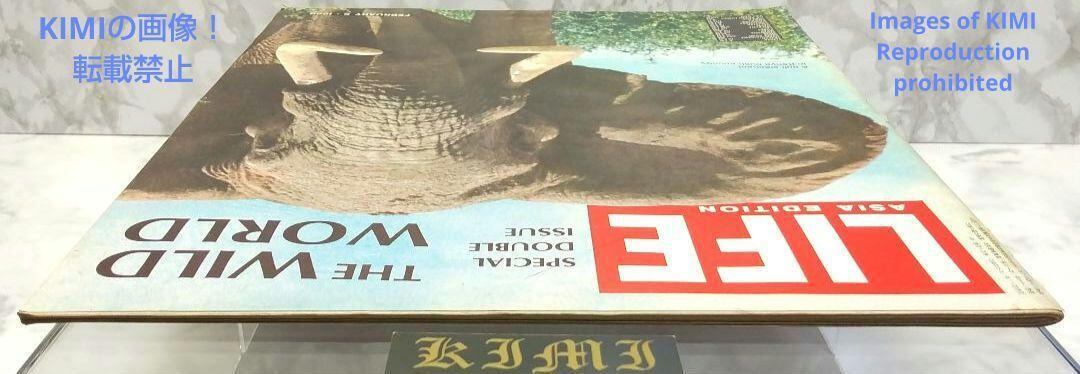 KIMIの画像！
転載禁止
Images of KIMI
Reproduction
prohibited
LIFE
ASIA EDITION
SPECIAL
DOUBLE
ISSUE
THE WILD
WORLD
KIMI